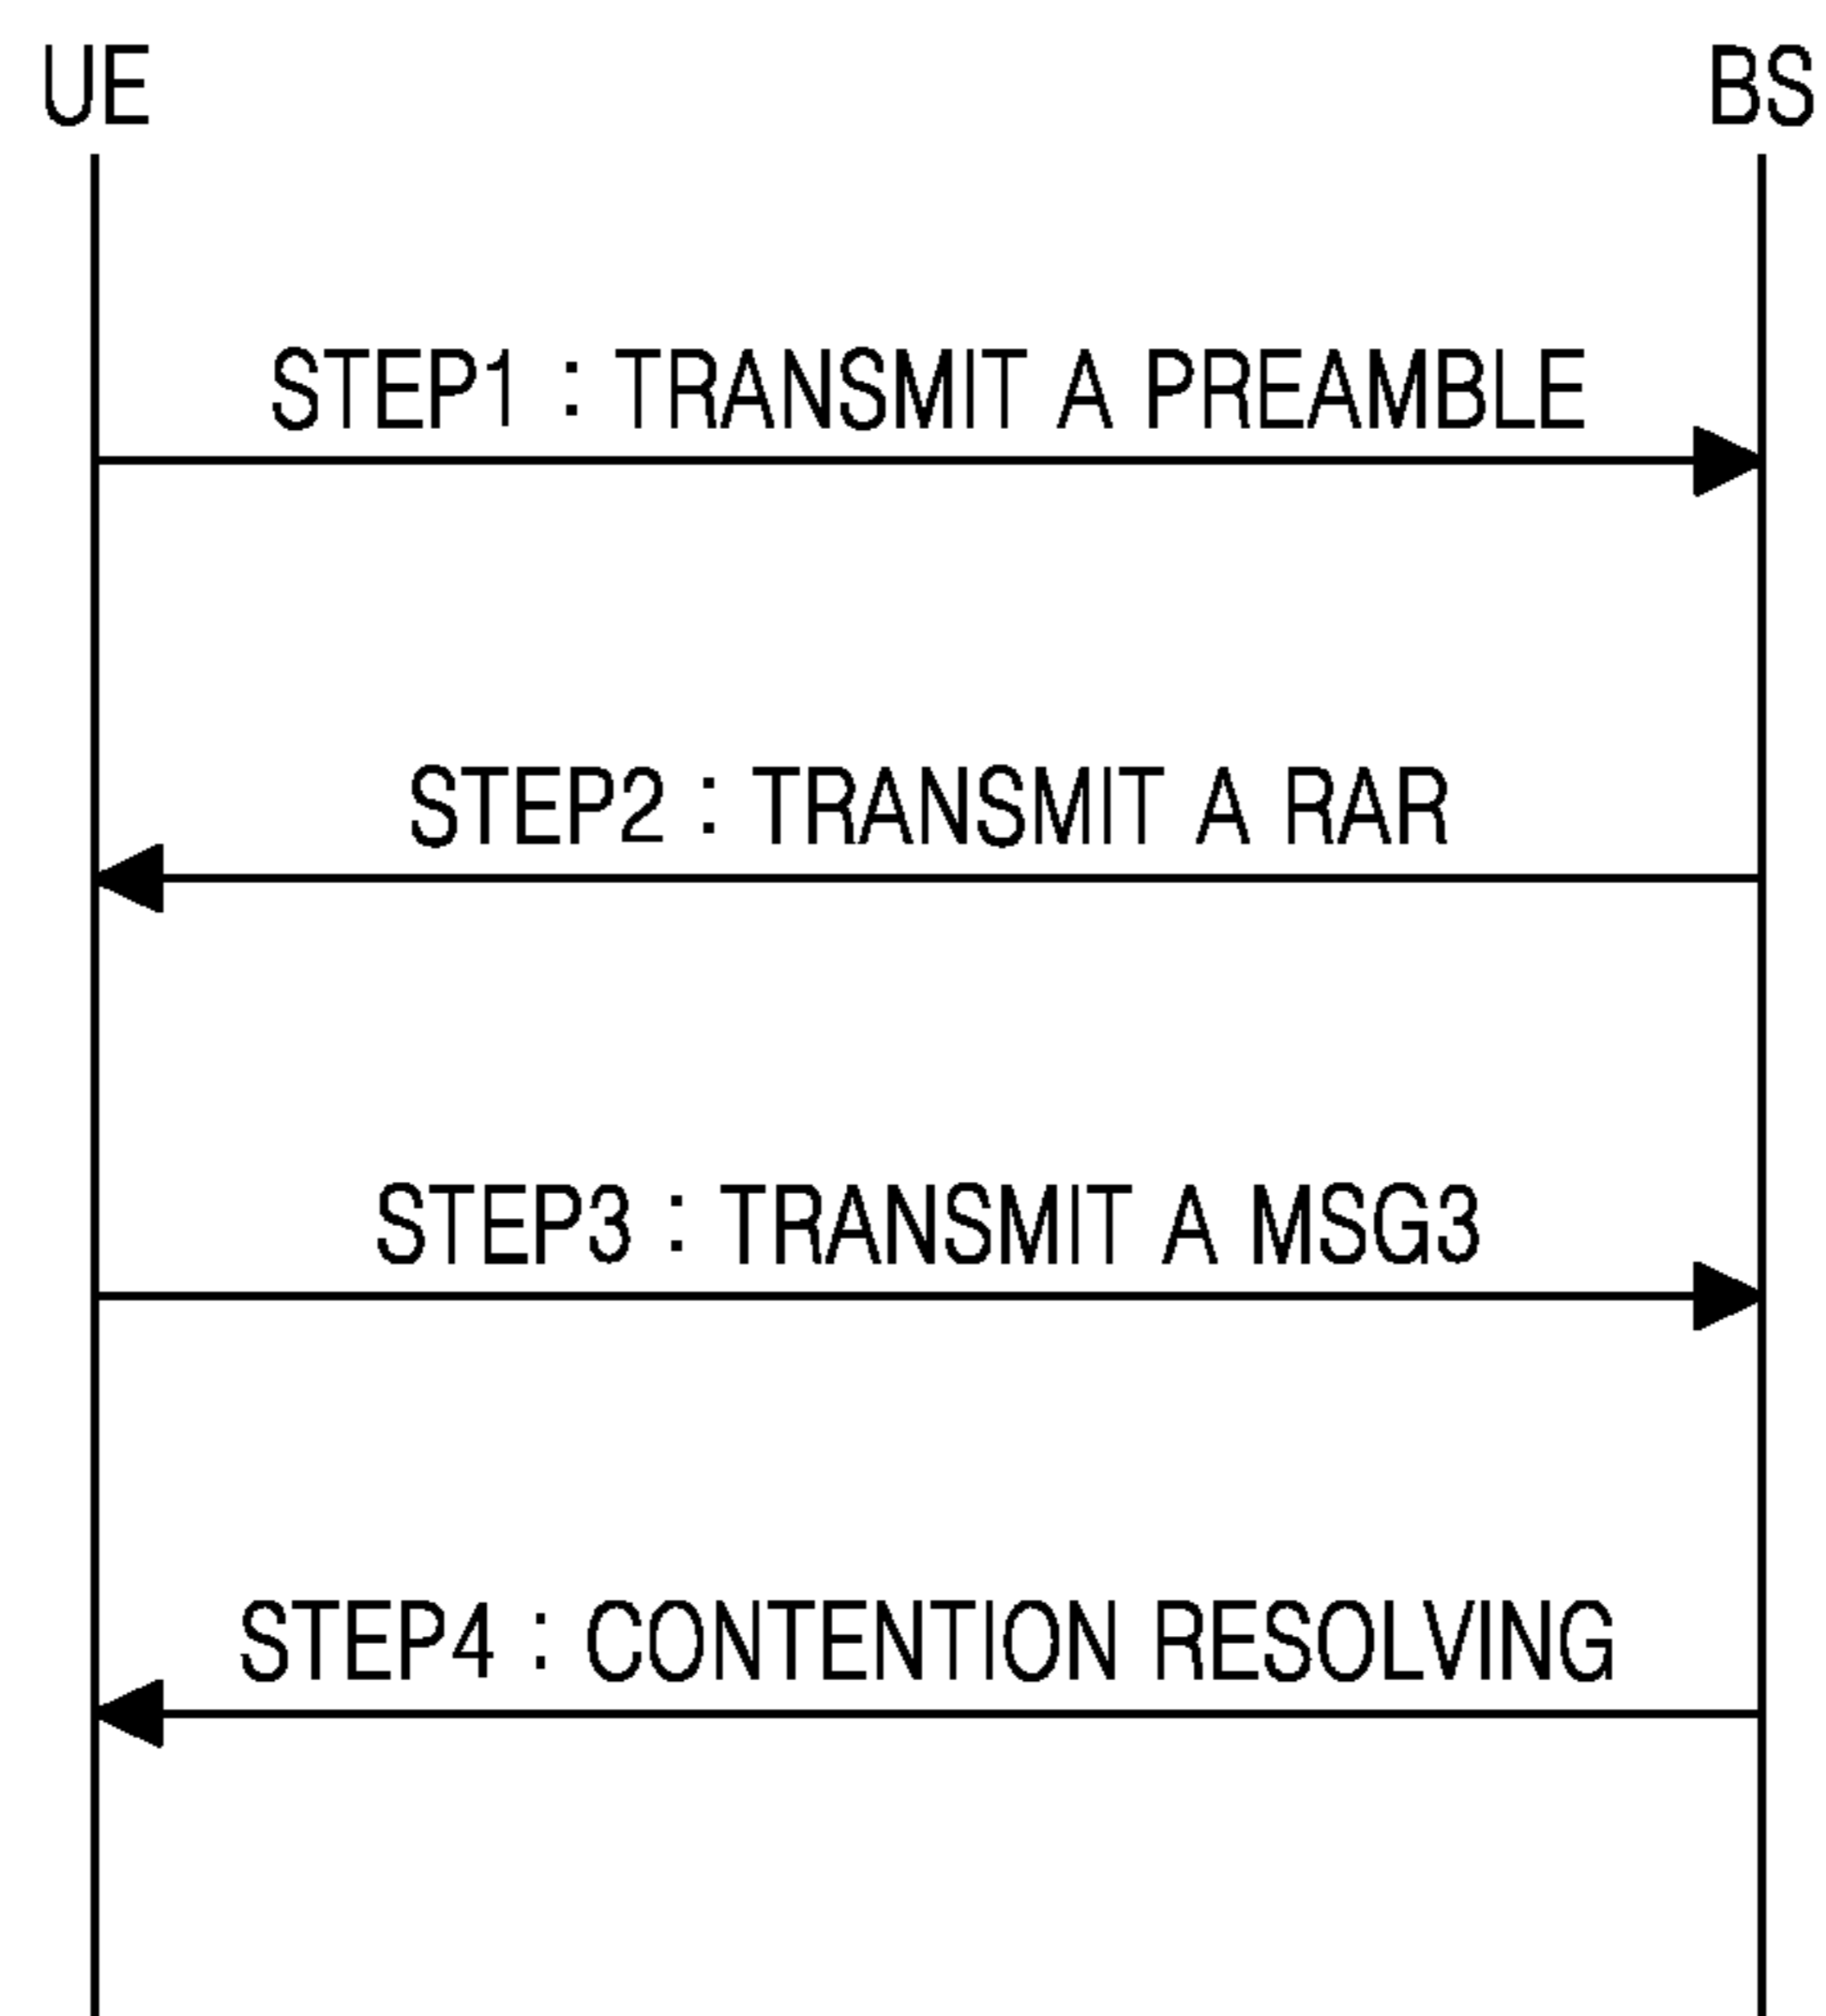 UE BS
STEP1 : TRANSMIT A PREAMBLE
STEP2 : TRANSMIT A RAR
STEP3 : TRANSMIT A MSG3
STEP4 : CONTENTION RESOLVING